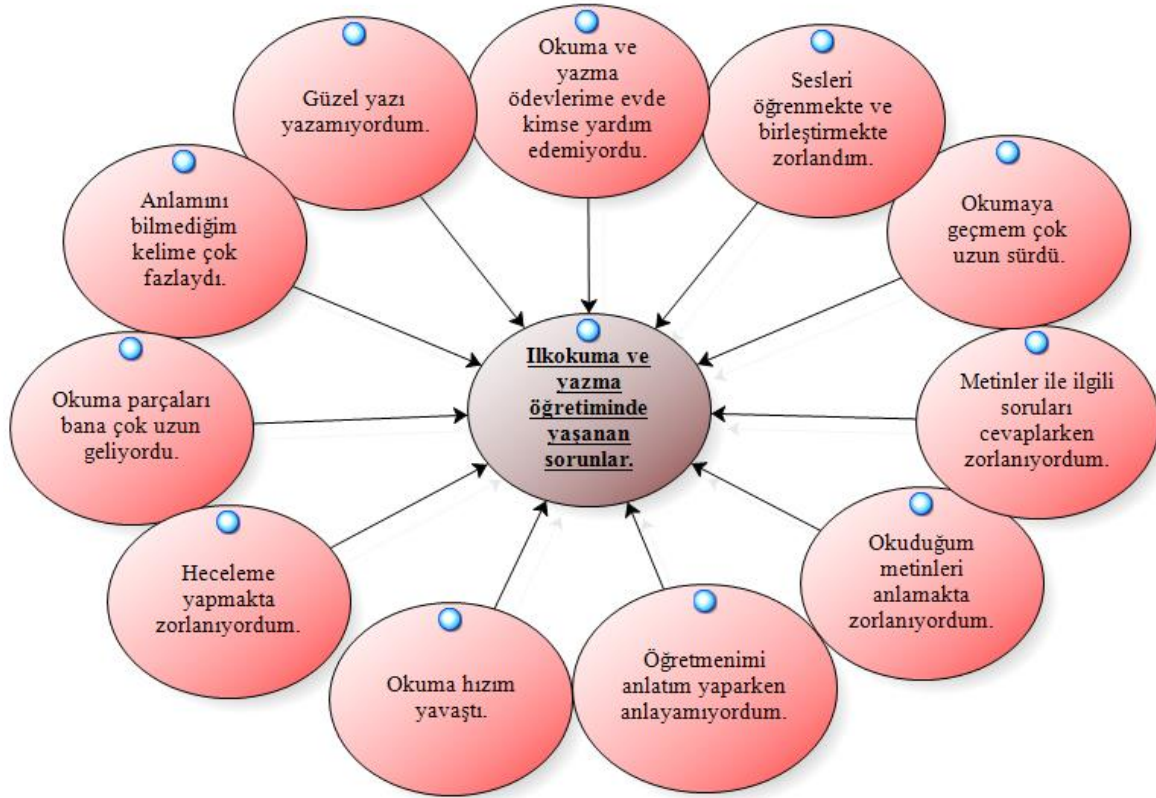 Okuma ve
yazma
ödevlerime evde
kimse yardım
edemiyordu.
Sesleri
öğrenmekte ve
birleştirmekte
zorlandım.
Okumaya
geçmem çok
uzun sürdü.
Metinler ile ilgili
soruları
cevaplarken
zorlanıyordum.
Okuduğum
metinleri
anlamakta
zorlanıyordum.
Öğretmenimi
anlatım yaparken
anlayamıyordum.
Okuma hızım
yavaştı.
Heceleme
yapmakta
zorlanıyordum.
Okuma parçaları
bana çok uzun
geliyordu.
Anlamını
bilmediğim
kelime çok
fazlaydı.
Güzel yazı
yazamıyordum.
Ilkokuma ve
yazma
öğretiminde
yaşanan
sorunlar.